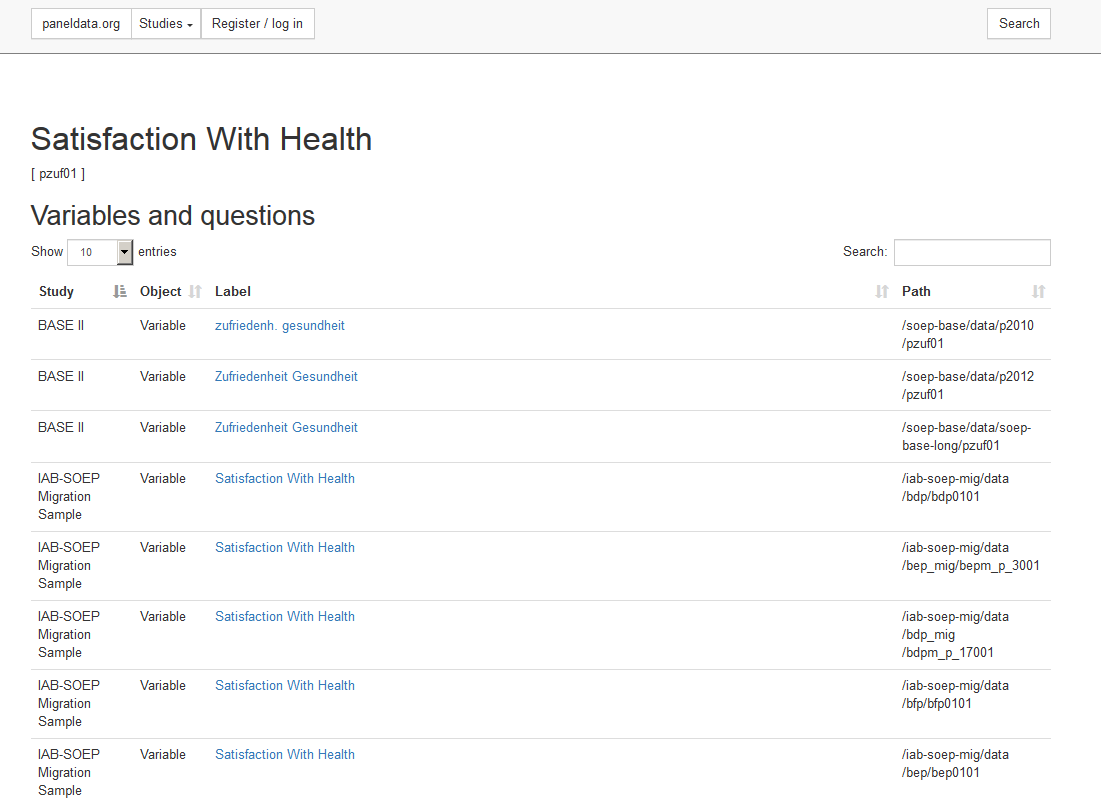 paneldata.org Studies Register / log in Search
Satisfaction With Health
[ pzuf01 ]
Variables and questions
Show 10 entries Search:
Study Object Label Path
BASE II Variable zufriedenh. gesundheit /soep-base/data/p2010
/pzuf01
BASE II Variable Zufriedenheit Gesundheit /soep-base/data/p2012
/pzuf01
BASE II Variable Zufriedenheit Gesundheit /soep-base/data/soep-
base-long/pzuf01
IAB-SOEP Variable Satisfaction With Health /iab-soep-mig/data
Migration /bdp/bdp0101
Sample
IAB-SOEP Variable Satisfaction With Health /iab-soep-mig/data
Migration /bep_mig/bepm_p_3001
Sample
IAB-SOEP Variable Satisfaction With Health /iab-soep-mig/data
Migration /bdp_mig
Sample /bdpm_p_17001
IAB-SOEP Variable Satisfaction With Health /iab-soep-mig/data
Migration /bfp/bfp0101
Sample
IAB-SOEP Variable Satisfaction With Health /iab-soep-mig/data
Migration /bep/bep0101
Sample